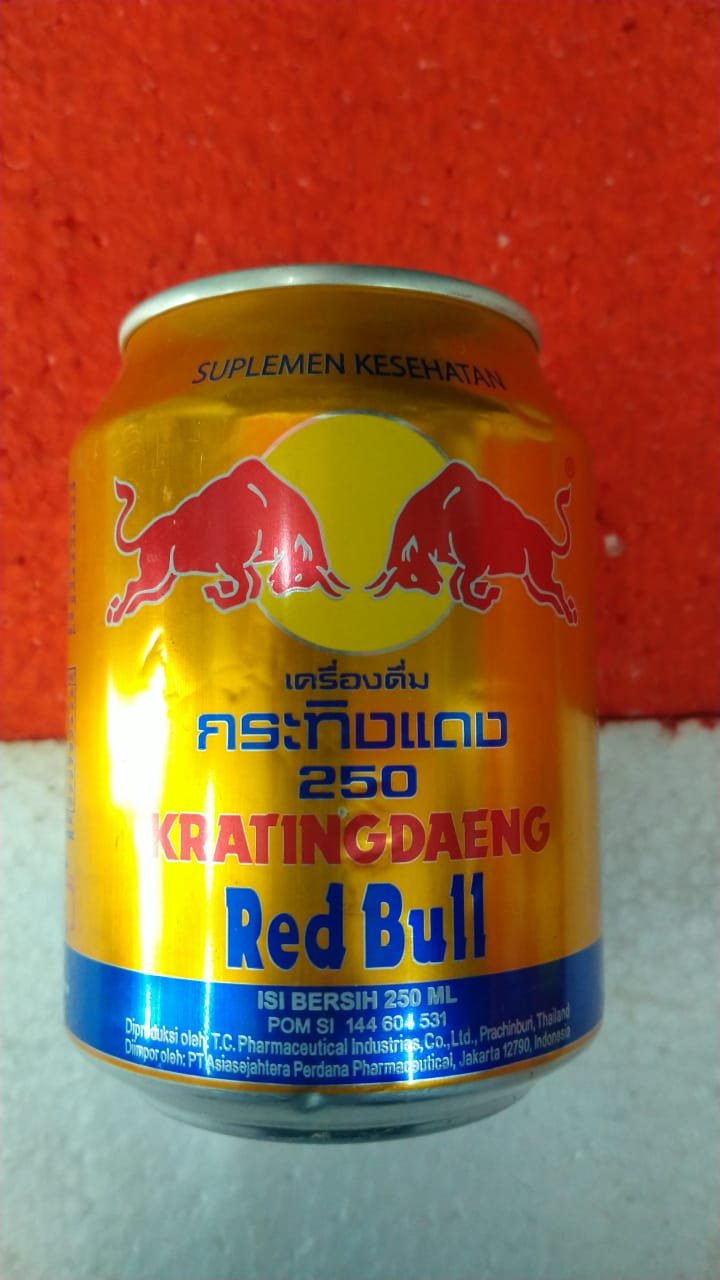 SUPLEMEN KESEHATAN
®
เครื่องดื่ม
กระทิงแดง
250
KRATINGDAENG
Red Bull
ISI BERSIH 250 ML
POM SI 144 604 531
Diproduksi oleh: T.C. Pharmaceutical Industries,Co.,Ltd., Prachinburi, Thailand
Diimpor oleh: PT Asiasejahtera Perdana Pharmaceutical, Jakarta 12790, Indonesia